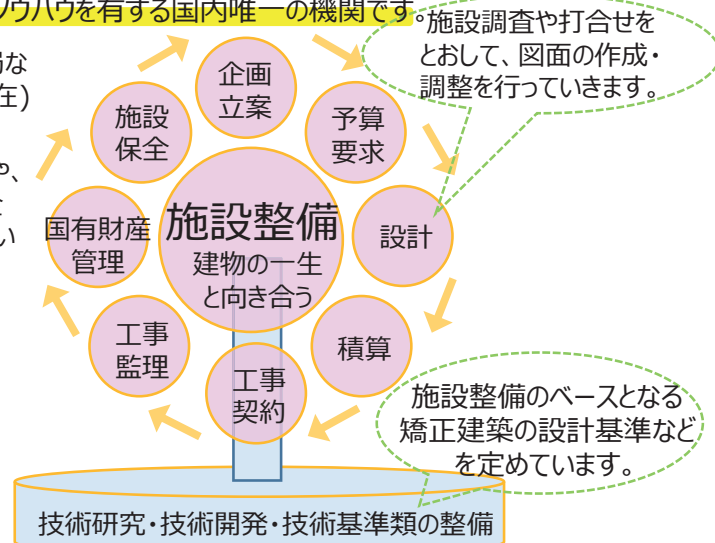 ノウハウを有する国内唯一の機関です。
施設調査や打合せを
とおして、図面の作成・
調整を行っていきます。
企画
立案
予算
要求
設計
積算
工事
契約
工事
監理
国有財産
管理
施設
保全
施設整備
建物の一生
と向き合う
施設整備のベースとなる
矯正建築の設計基準など
を定めています。
技術研究・技術開発・技術基準類の整備